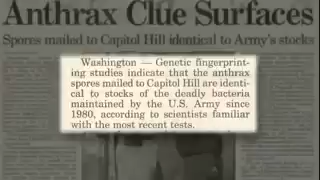 Anthrax Clue Surfaces
Spores mailed to Capitol Hill identical to Army's stocks
Washington — Genetic fingerprint-
ing studies indicate that the anthrax
spores mailed to Capitol Hill are identi-
cal to stocks of the deadly bacteria
maintained by the U.S. Army since
1980, according to scientists familiar
with the most recent tests.